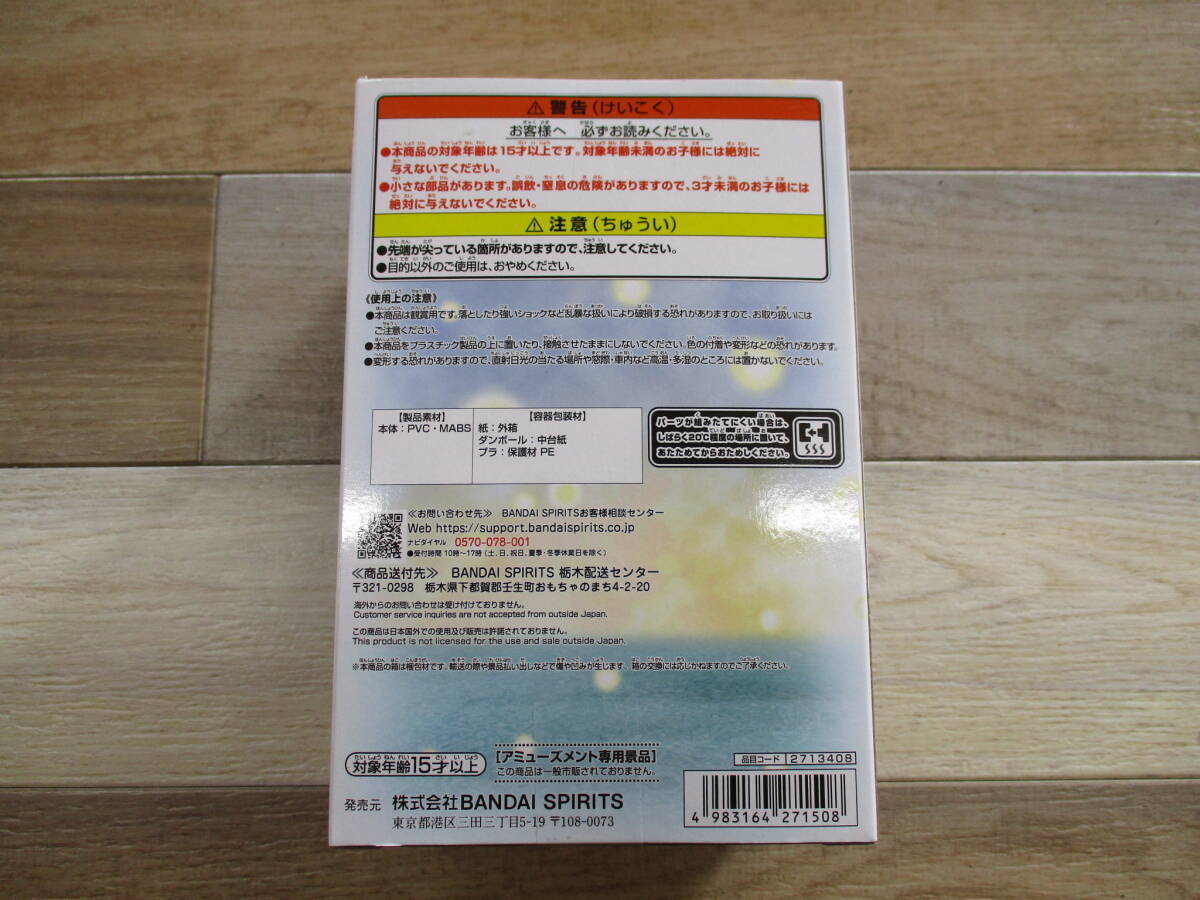 ⚠ 警告（けいこく）
お客様へ 必ずお読みください。
●本商品の対象年齢は15才以上です。対象年齢未満のお子様には絶対に
与えないでください。
●小さな部品があります。誤飲・窒息の危険がありますので、3才未満のお子様には
絶対に与えないでください。
⚠ 注意（ちゅうい）
●先端が尖っている箇所がありますので、注意してください。
●目的以外のご使用は、おやめください。
《使用上の注意》
●本商品は観賞用です。落としたり強いショックなど乱暴な扱いにより破損する恐れがありますので、お取り扱いには
ご注意ください。
●本商品をプラスチック製品の上に置いたり、接触させたままにしないでください。色の付着や変形などの恐れがあります。
●変形する恐れがありますので、直射日光の当たる場所や窓際・車内など高温・多湿のところには置かないでください。
【製品素材】
本体：PVC・MABS
【容器包装材】
紙：外箱
ダンボール：中台紙
プラ：保護材 PE
パーツが組みたてにくい場合は、
しばらく20℃程度の場所に置いて、
あたためてからおためしください。
≪お問い合わせ先≫ BANDAI SPIRITSお客様相談センター
Web https://support.bandaispirits.co.jp
ナビダイヤル 0570-078-001
●受付時間 10時～17時（土、日、祝日、夏季・冬季休業日を除く）
≪商品送付先≫ BANDAI SPIRITS 栃木配送センター
〒321-0298 栃木県下都賀郡壬生町おもちゃのまち4-2-20
海外からのお問い合わせは受け付けておりません。
Customer service inquiries are not accepted from outside Japan.
この商品は日本国外での使用及び販売は許諾されておりません。
This product is not licensed for the use and sale outside Japan.
※本商品の箱は梱包材です。輸送の際や景品払い出しなどで傷や凹みが生じます。箱の交換には応じかねますのでご了承ください。
対象年齢15才以上
【アミューズメント専用景品】
この商品は一般市販されておりません。
品目コード 2713408
発売元 株式会社BANDAI SPIRITS
東京都港区三田三丁目5-19 〒108-0073
4 983164 271508